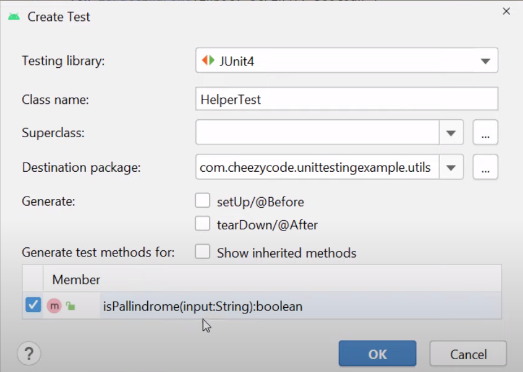 Create Test
Testing library: JUnit4
Class name: HelperTest
Superclass: ...
Destination package: com.cheezycode.unittestingexample.utils ...
Generate: setUp/@Before
tearDown/@After
Generate test methods for: Show inherited methods
Member
m isPallindrome(input:String):boolean
? OK Cancel